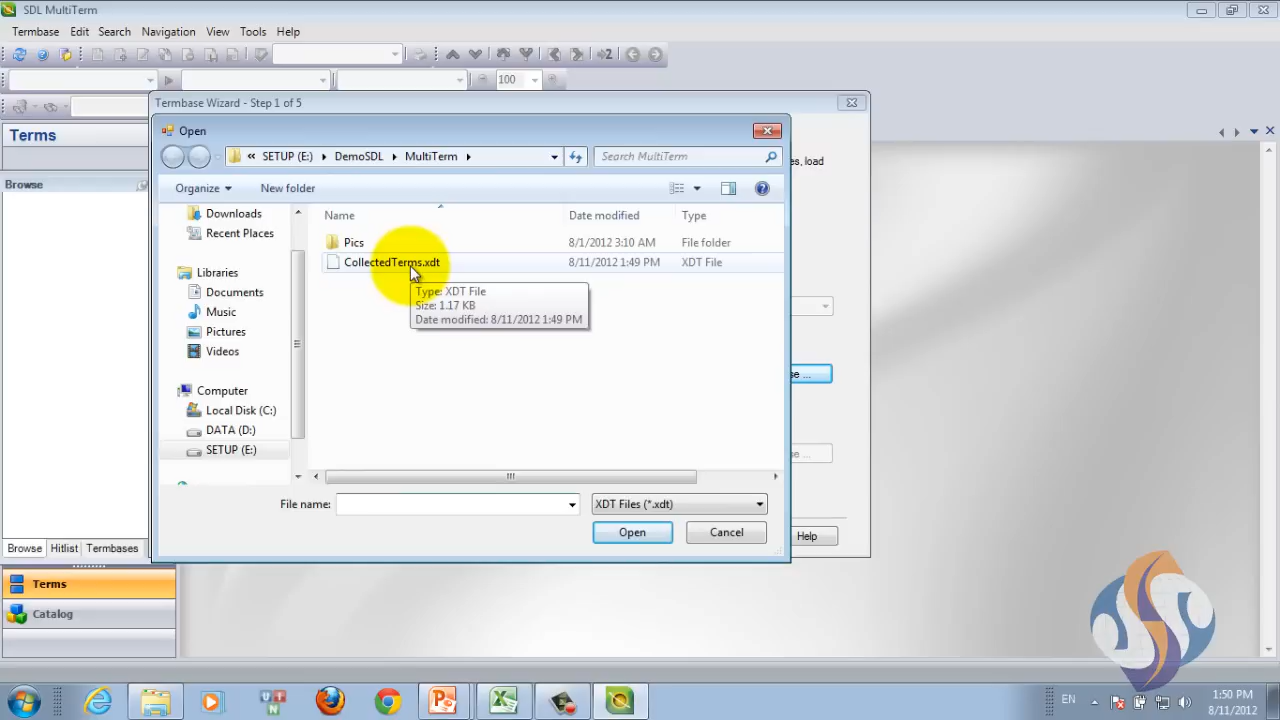 SDL MultiTerm
Termbase Edit Search Navigation View Tools Help
2
100
Termbase Wizard - Step 1 of 5
Terms
Browse
es, load
Open
« SETUP (E:) DemoSDL MultiTerm
Search MultiTerm
Organize New folder
Downloads
Recent Places
Libraries
Documents
Music
Pictures
Videos
Computer
Local Disk (C:)
DATA (D:)
SETUP (E:)
Name Date modified Type
Pics 8/1/2012 3:10 AM File folder
CollectedTerms.xdt 8/11/2012 1:49 PM XDT File
Type: XDT File
Size: 1.17 KB
Date modified: 8/11/2012 1:49 PM
se ...
se ...
File name:
XDT Files (*.xdt)
Open Cancel
Help
Browse Hitlist Termbases
Terms
Catalog
EN
1:50 PM
8/11/2012